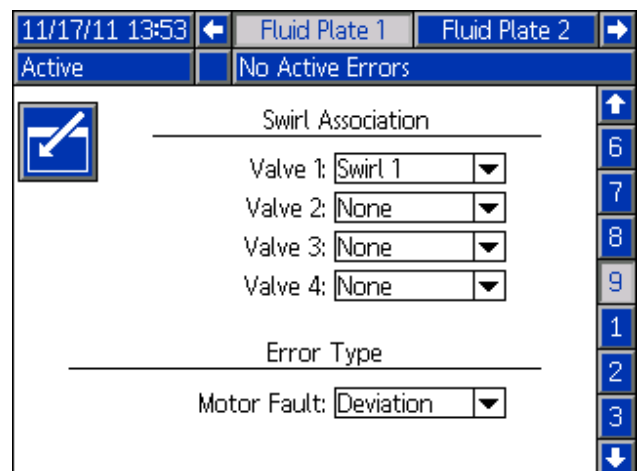 11/17/11 13:53 Fluid Plate 1 Fluid Plate 2
Active No Active Errors
Swirl Association
Valve 1: Swirl 1
Valve 2: None
Valve 3: None
Valve 4: None
Error Type
Motor Fault: Deviation
6
7
8
9
1
2
3